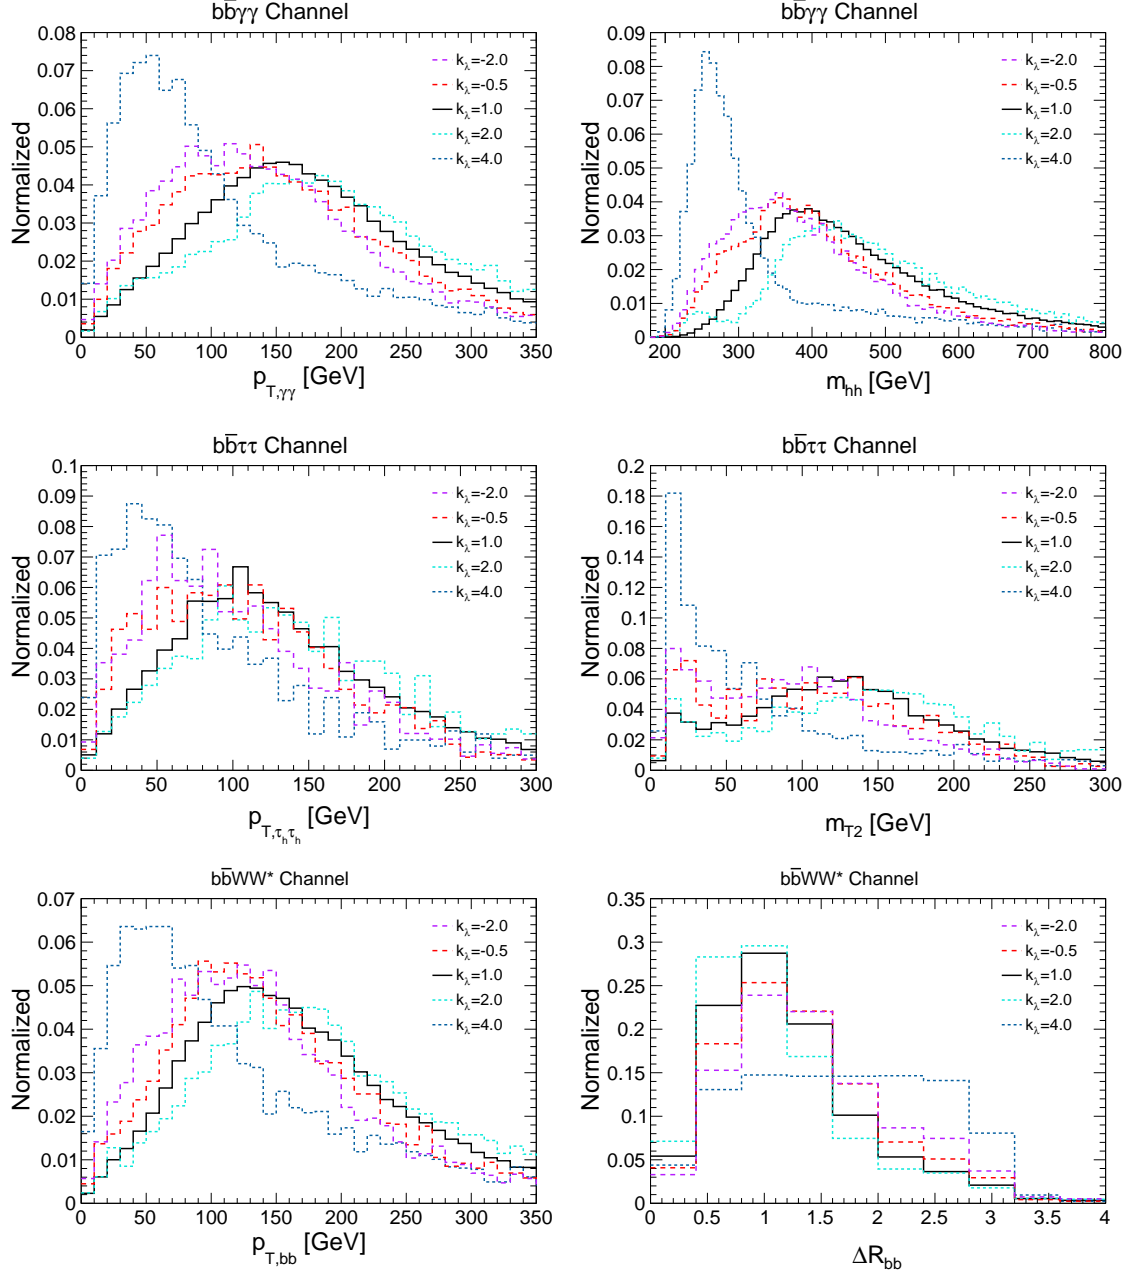 bb̄γγ Channel
Normalized
0.08
0.07
0.06
0.05
0.04
0.03
0.02
0.01
0
k_λ=-2.0
k_λ=-0.5
k_λ=1.0
k_λ=2.0
k_λ=4.0
0 50 100 150 200 250 300 350
p_{T,γγ} [GeV]
bb̄γγ Channel
Normalized
0.09
0.08
0.07
0.06
0.05
0.04
0.03
0.02
0.01
0
k_λ=-2.0
k_λ=-0.5
k_λ=1.0
k_λ=2.0
k_λ=4.0
200 300 400 500 600 700 800
m_{hh} [GeV]
bb̄ττ Channel
Normalized
0.1
0.09
0.08
0.07
0.06
0.05
0.04
0.03
0.02
0.01
0
k_λ=-2.0
k_λ=-0.5
k_λ=1.0
k_λ=2.0
k_λ=4.0
0 50 100 150 200 250 300
p_{T,τ_hτ_h} [GeV]
bb̄ττ Channel
Normalized
0.2
0.18
0.16
0.14
0.12
0.1
0.08
0.06
0.04
0.02
0
k_λ=-2.0
k_λ=-0.5
k_λ=1.0
k_λ=2.0
k_λ=4.0
0 50 100 150 200 250 300
m_{T2} [GeV]
bb̄WW* Channel
Normalized
0.07
0.06
0.05
0.04
0.03
0.02
0.01
0
k_λ=-2.0
k_λ=-0.5
k_λ=1.0
k_λ=2.0
k_λ=4.0
0 50 100 150 200 250 300 350
p_{T,bb} [GeV]
bb̄WW* Channel
Normalized
0.35
0.3
0.25
0.2
0.15
0.1
0.05
0
k_λ=-2.0
k_λ=-0.5
k_λ=1.0
k_λ=2.0
k_λ=4.0
0 0.5 1 1.5 2 2.5 3 3.5 4
ΔR_{bb}